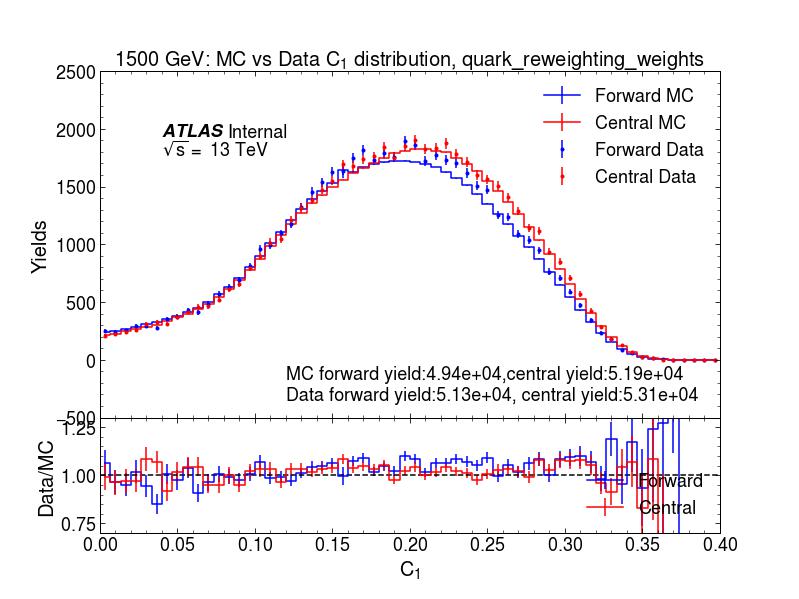 1500 GeV: MC vs Data C₁ distribution, quark_reweighting_weights
2500
2000
1500
1000
500
0
−500
Yields
ATLAS Internal
√s = 13 TeV
Forward MC
Central MC
Forward Data
Central Data
MC forward yield:4.94e+04,central yield:5.19e+04
Data forward yield:5.13e+04, central yield:5.31e+04
1.25
1.00
0.75
Data/MC
Forward
Central
0.00 0.05 0.10 0.15 0.20 0.25 0.30 0.35 0.40
C₁